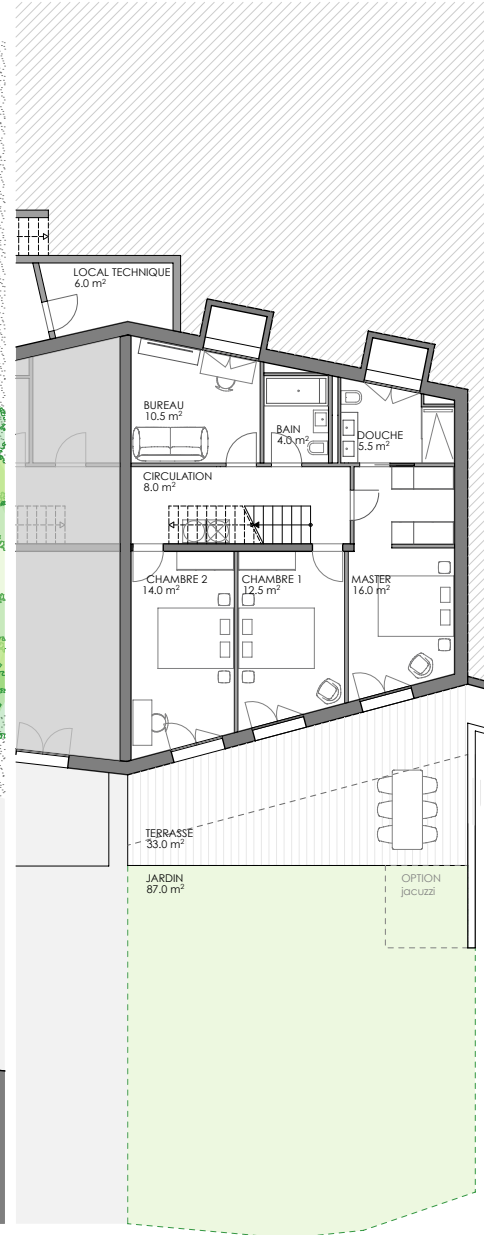 LOCAL TECHNIQUE
6.0 m²
BUREAU
10.5 m²
BAIN
4.0 m²
DOUCHE
5.5 m²
CIRCULATION
8.0 m²
CHAMBRE 2
14.0 m²
CHAMBRE 1
12.5 m²
MASTER
16.0 m²
TERRASSE
33.0 m²
JARDIN
87.0 m²
OPTION
jacuzzi